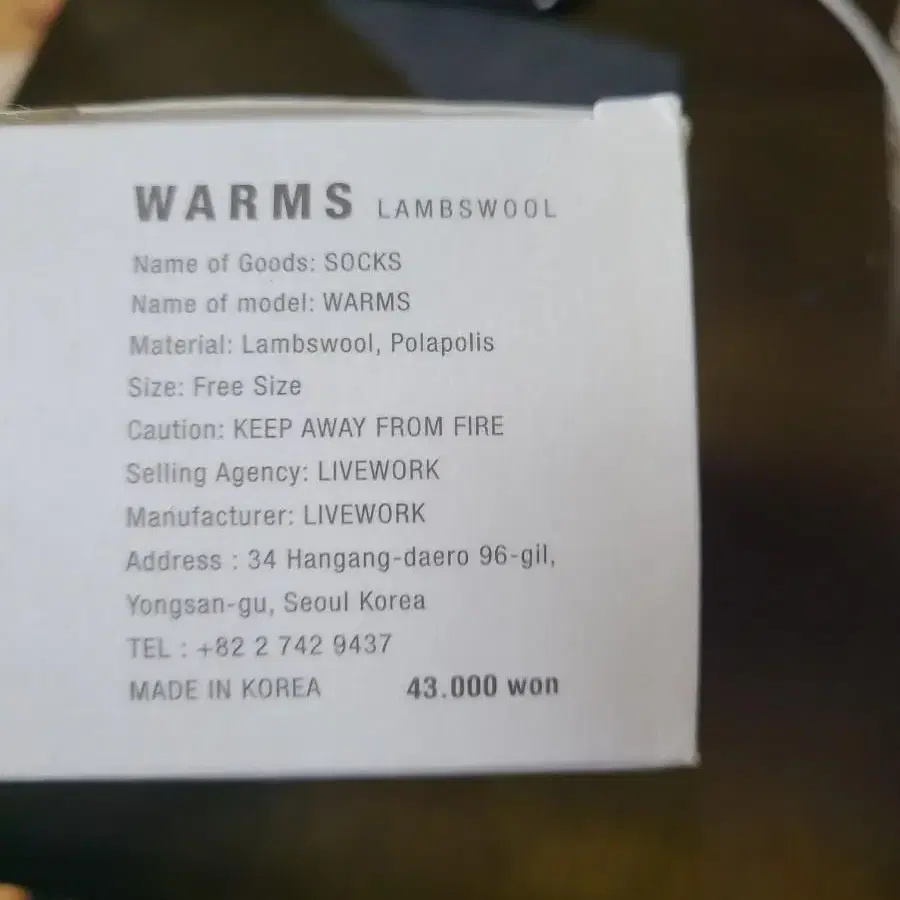 WARMS LAMBSWOOL
Name of Goods: SOCKS
Name of model: WARMS
Material: Lambswool, Polapolis
Size: Free Size
Caution: KEEP AWAY FROM FIRE
Selling Agency: LIVEWORK
Manufacturer: LIVEWORK
Address : 34 Hangang-daero 96-gil,
Yongsan-gu, Seoul Korea
TEL : +82 2 742 9437
MADE IN KOREA 43.000 won